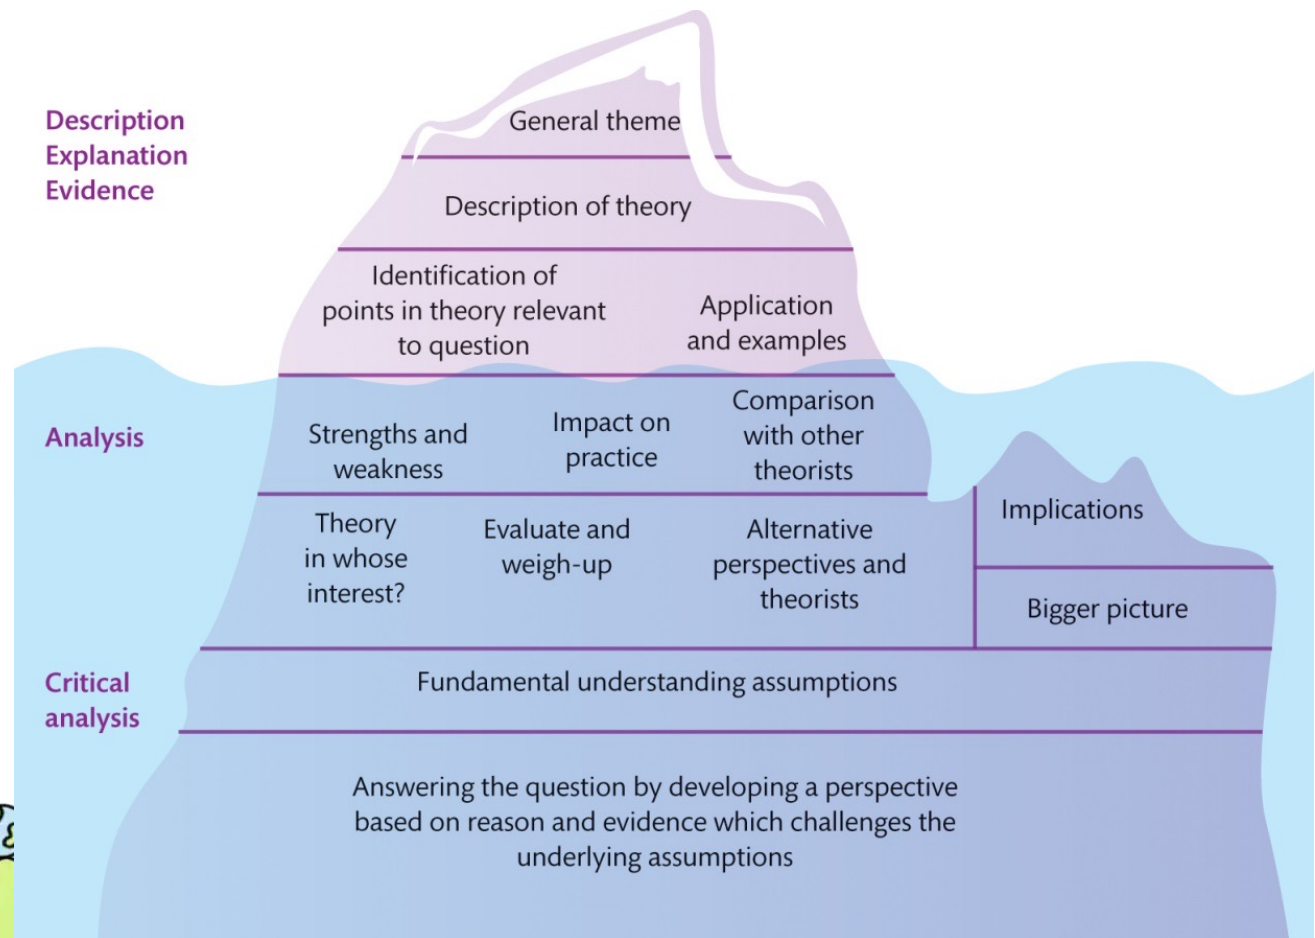 Description
Explanation
Evidence
General theme
Description of theory
Identification of
points in theory relevant
to question
Application
and examples
Analysis
Strengths and
weakness
Impact on
practice
Comparison
with other
theorists
Theory
in whose
interest?
Evaluate and
weigh-up
Alternative
perspectives and
theorists
Implications
Bigger picture
Critical
analysis
Fundamental understanding assumptions
Answering the question by developing a perspective
based on reason and evidence which challenges the
underlying assumptions